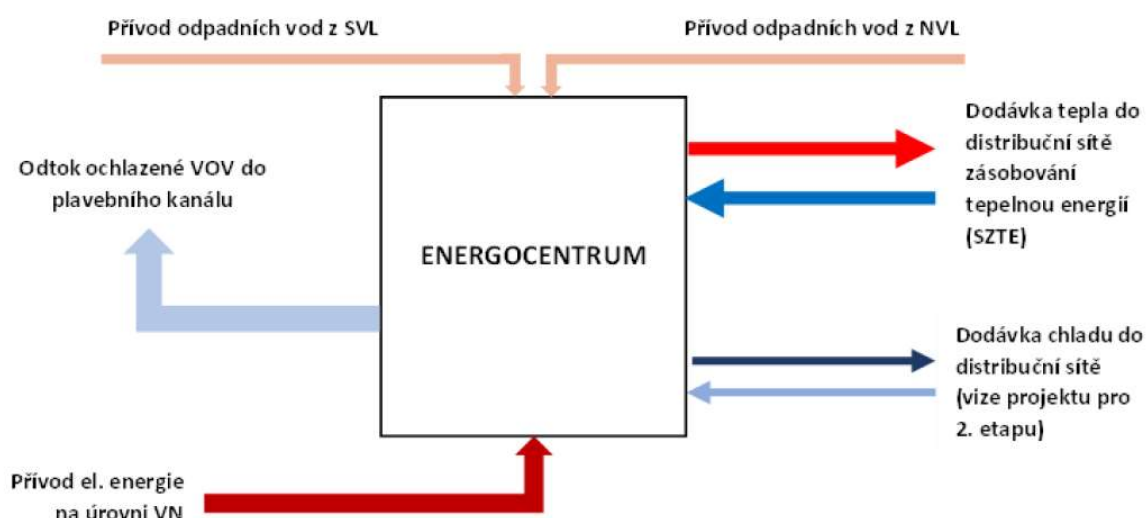 Přívod odpadních vod z SVL
Přívod odpadních vod z NVL
Odtok ochlazené VOV do
plavebního kanálu
ENERGOCENTRUM
Dodávka tepla do
distribuční sítě
zásobování
tepelnou energií
(SZTE)
Dodávka chladu do
distribuční sítě
(vize projektu pro
2. etapu)
Přívod el. energie
na úrovni VN